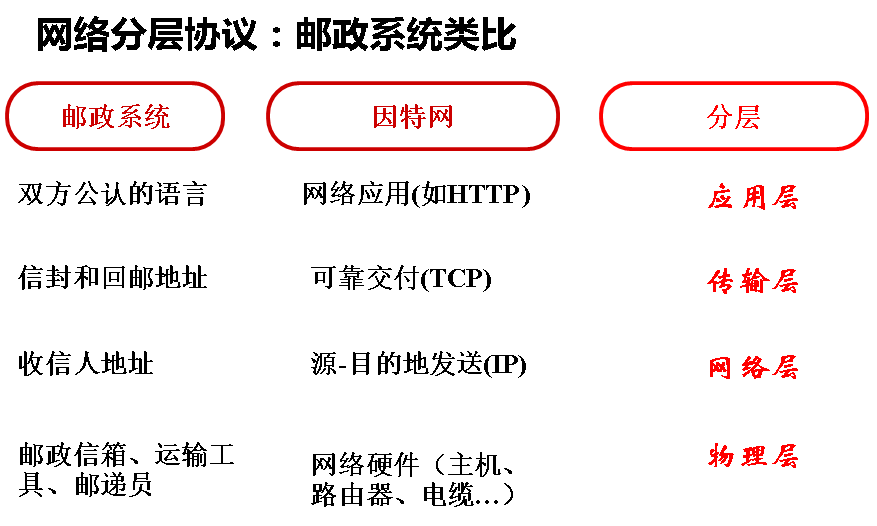 网络分层协议：邮政系统类比
邮政系统 因特网 分层
双方公认的语言 网络应用(如HTTP) 应用层
信封和回邮地址 可靠交付(TCP) 传输层
收信人地址 源-目的地发送(IP) 网络层
邮政信箱、运输工
具、邮递员
网络硬件（主机、
路由器、电缆...）
物理层